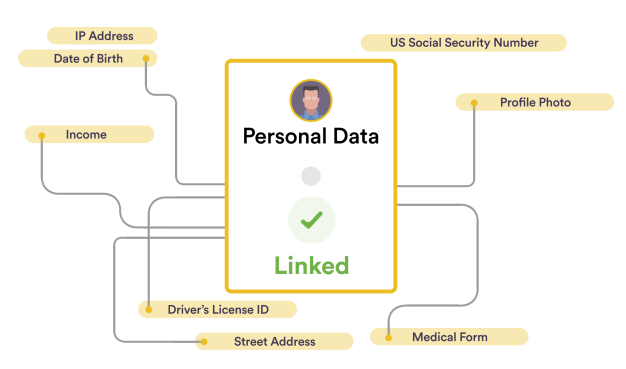 IP Address
US Social Security Number
Date of Birth
Profile Photo
Income
Personal Data
Linked
Driver's License ID
Street Address
Medical Form